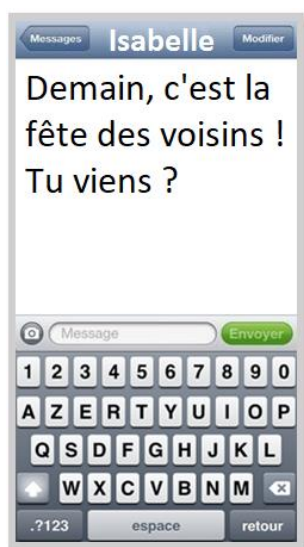 Messages Isabelle Modifier
Demain, c'est la
fête des voisins !
Tu viens ?
Message Envoyer
1 2 3 4 5 6 7 8 9 0
A Z E R T Y U I O P
Q S D F G H J K L
W X C V B N M
.?123 espace retour